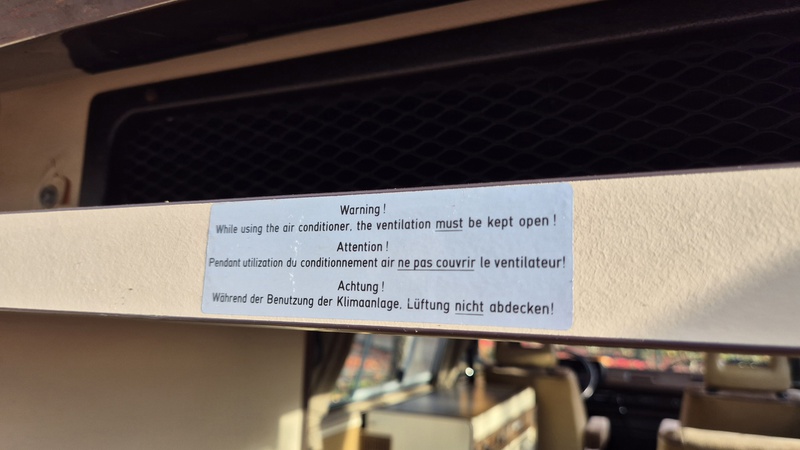 Warning !
While using the air conditioner, the ventilation must be kept open !
Attention !
Pendant utilization du conditionnement air ne pas couvrir le ventilateur!
Achtung !
Während der Benutzung der Klimaanlage, Lüftung nicht abdecken!